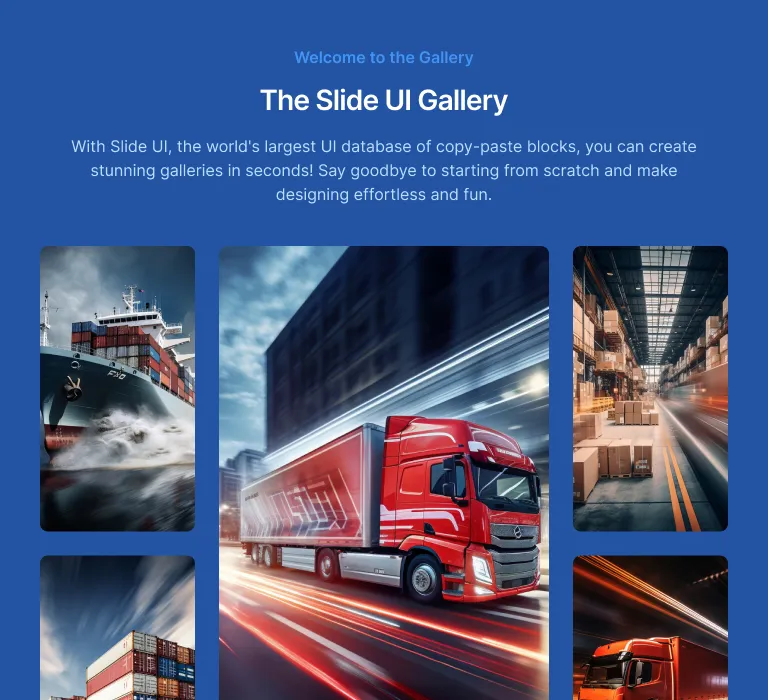 Welcome to the Gallery
The Slide UI Gallery
With Slide UI, the world's largest UI database of copy-paste blocks, you can create
stunning galleries in seconds! Say goodbye to starting from scratch and make
designing effortless and fun.